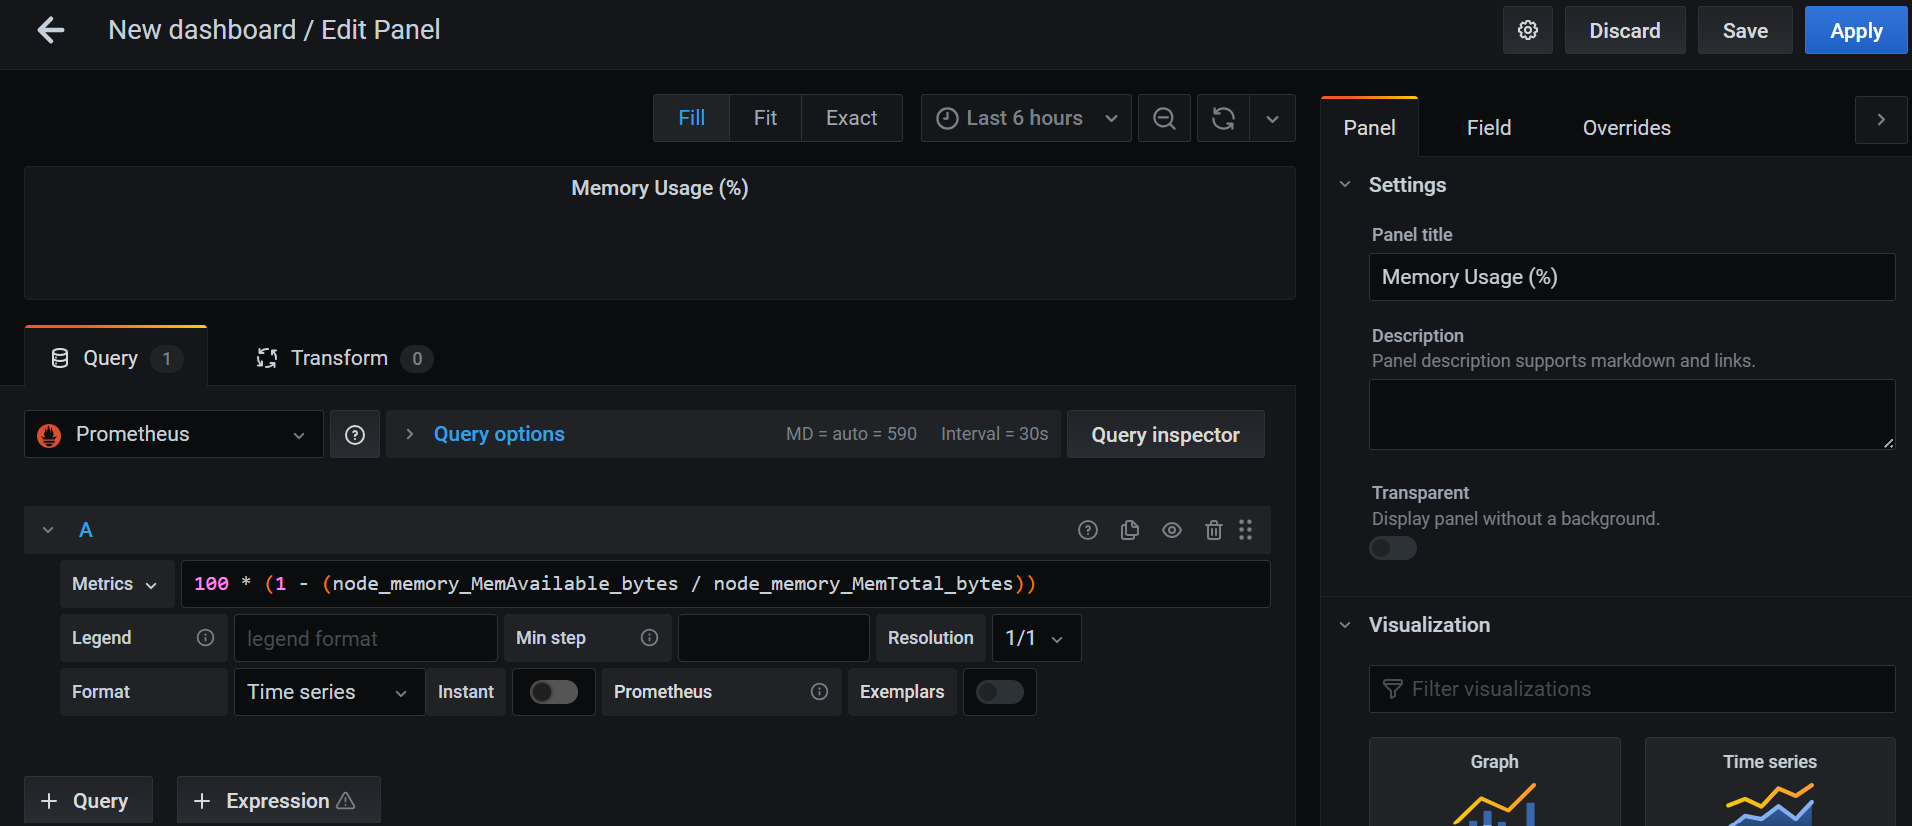 New dashboard / Edit Panel
Discard
Save
Apply
Fill
Fit
Exact
Last 6 hours
Memory Usage (%)
Query 1
Transform 0
Prometheus
Query options
MD = auto = 590
Interval = 30s
Query inspector
A
Metrics
100 * (1 - (node_memory_MemAvailable_bytes / node_memory_MemTotal_bytes))
Legend
legend format
Min step
Resolution
1/1
Format
Time series
Instant
Prometheus
Exemplars
+ Query
+ Expression
Panel
Field
Overrides
Settings
Panel title
Memory Usage (%)
Description
Panel description supports markdown and links.
Transparent
Display panel without a background.
Visualization
Filter visualizations
Graph
Time series